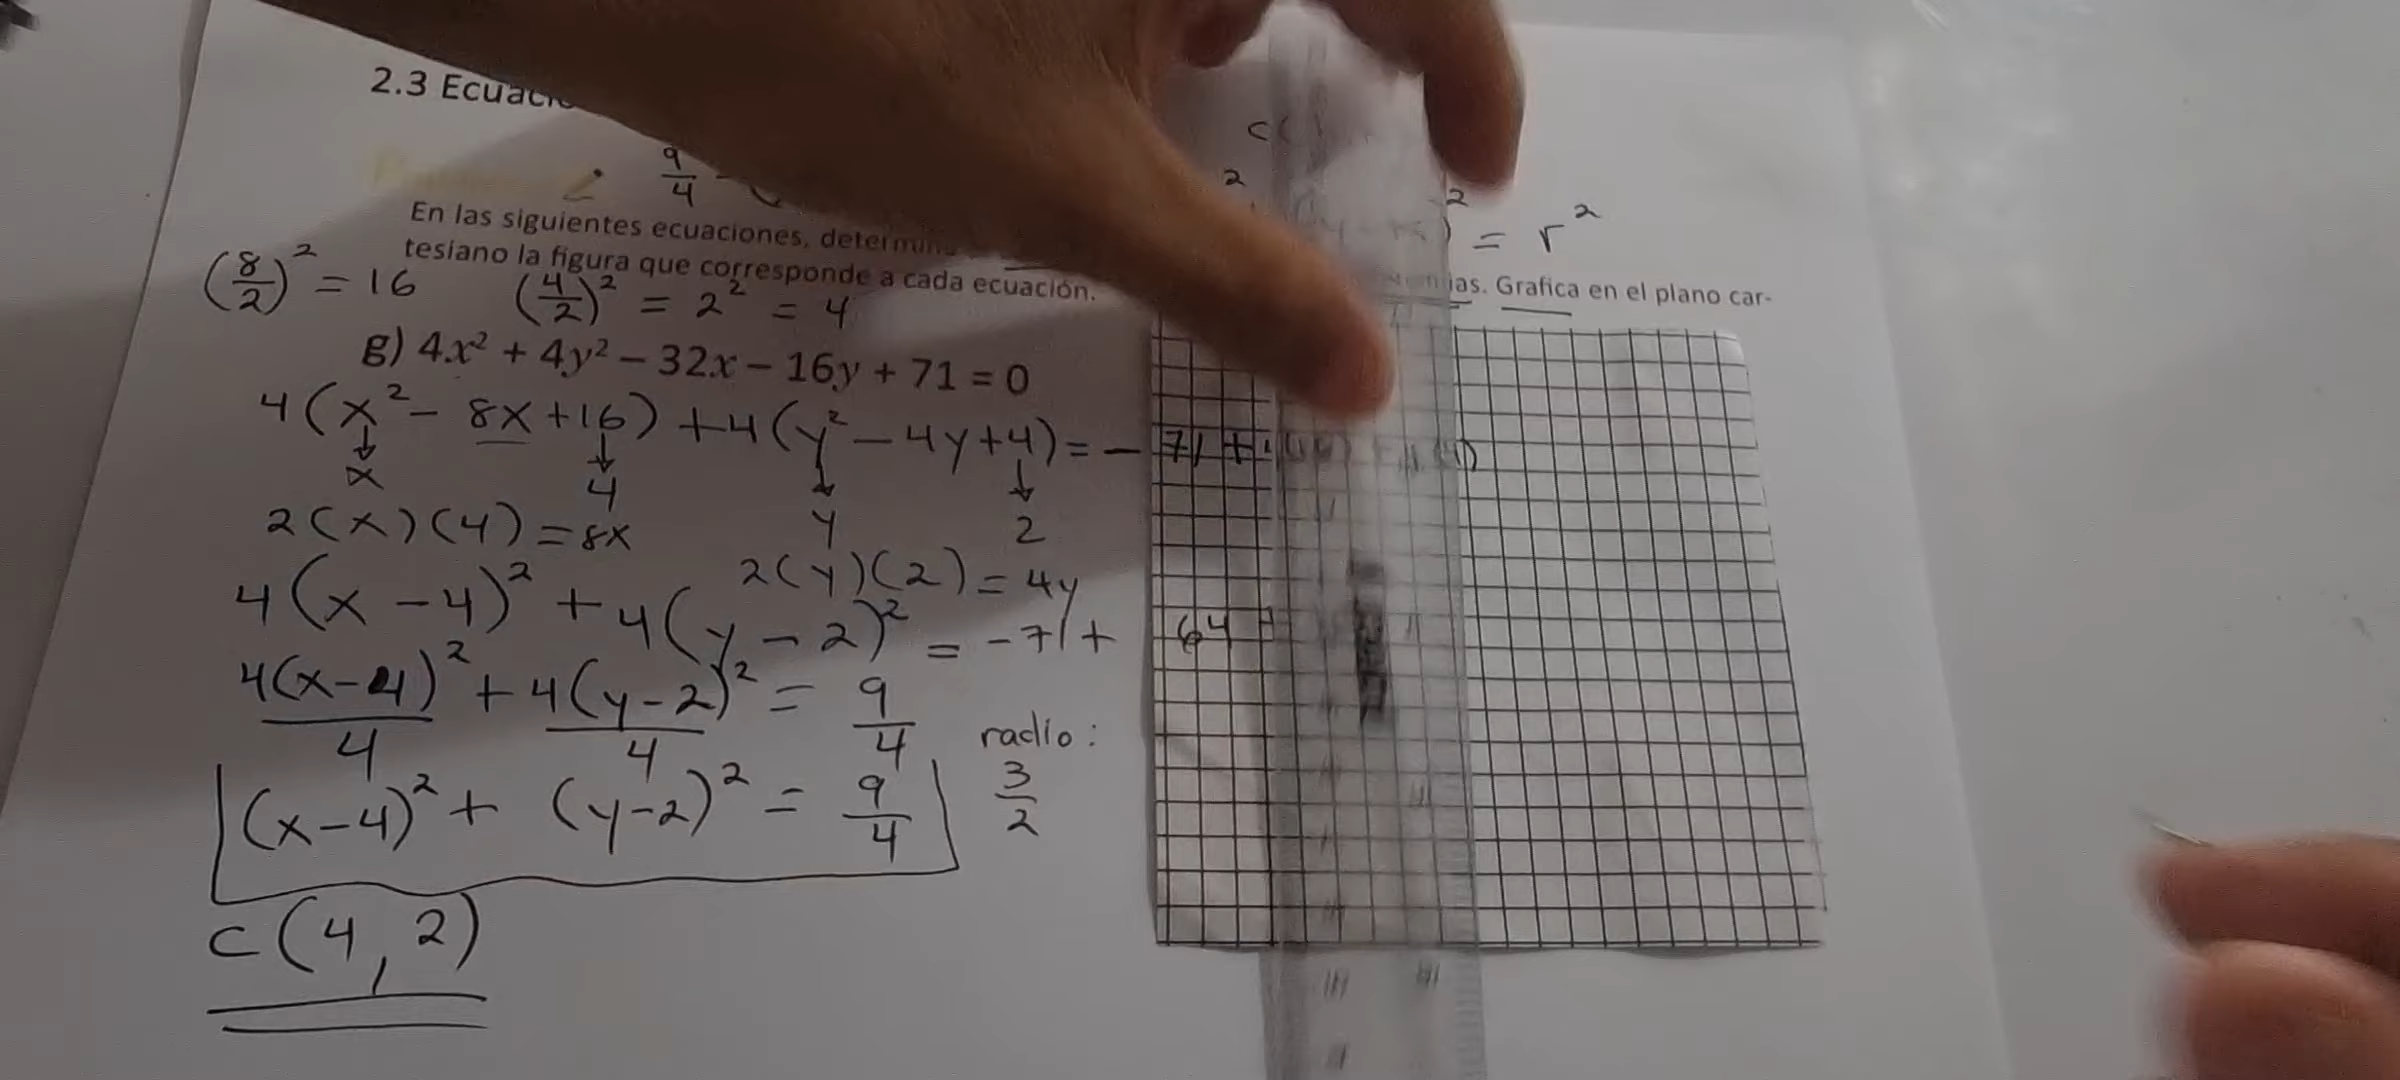 2.3
9/4
C(
2 2
= r²
En las siguientes ecuaciones,
Grafica en el plano car-
tesiano la figura que corresponde a cada ecuación.
(8/2)² = 16 (4/2)² = 2² = 4
g) 4x² + 4y² – 32x – 16y + 71 = 0
4(x² - 8x + 16) + 4(y² - 4y + 4) = - 71 +
x 4 y 2
2(x)(4) = 8x
2(y)(2) = 4y
4(x - 4)² + 4(y - 2)² = -71 + 64 +
4(x-4)²/4 + 4(y-2)²/4 = 9/4
radio:
(x-4)² + (y-2)² = 9/4
3/2
C(4, 2)